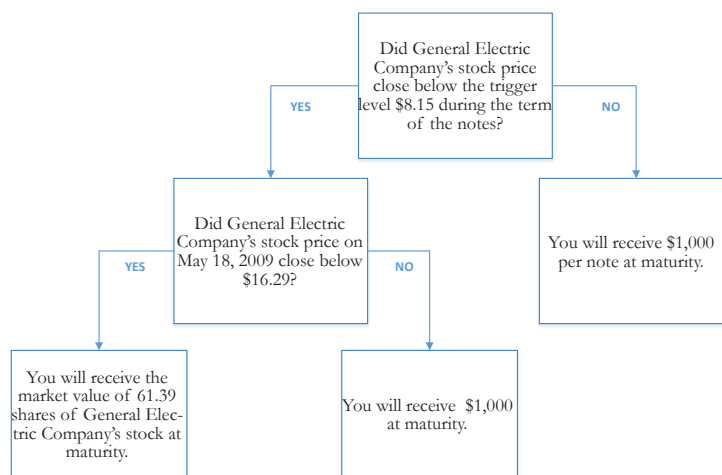 Did General Electric
Company's stock price
close below the trigger
level $8.15 during the term
of the notes?
YES
NO
Did General Electric
Company's stock price on
May 18, 2009 close below
$16.29?
You will receive $1,000
per note at maturity.
YES
NO
You will receive the
market value of 61.39
shares of General Elec-
tric Company's stock at
maturity.
You will receive $1,000
at maturity.